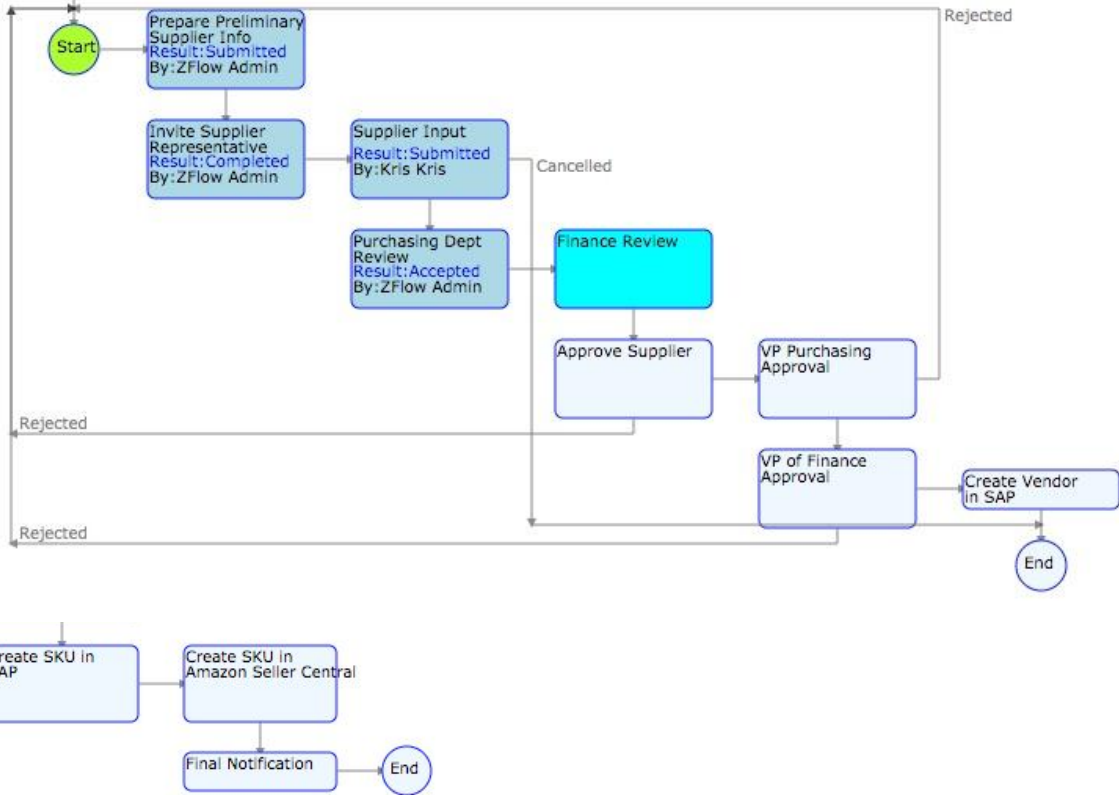 Rejected
Start
Prepare Preliminary
Supplier Info
Result:Submitted
By:ZFlow Admin
Invite Supplier
Representative
Result:Completed
By:ZFlow Admin
Supplier Input
Result:Submitted
By:Kris Kris
Cancelled
Purchasing Dept
Review
Result:Accepted
By:ZFlow Admin
Finance Review
Approve Supplier
VP Purchasing
Approval
Rejected
VP of Finance
Approval
Create Vendor
in SAP
Rejected
End
reate SKU in
AP
Create SKU in
Amazon Seller Central
Final Notification
End